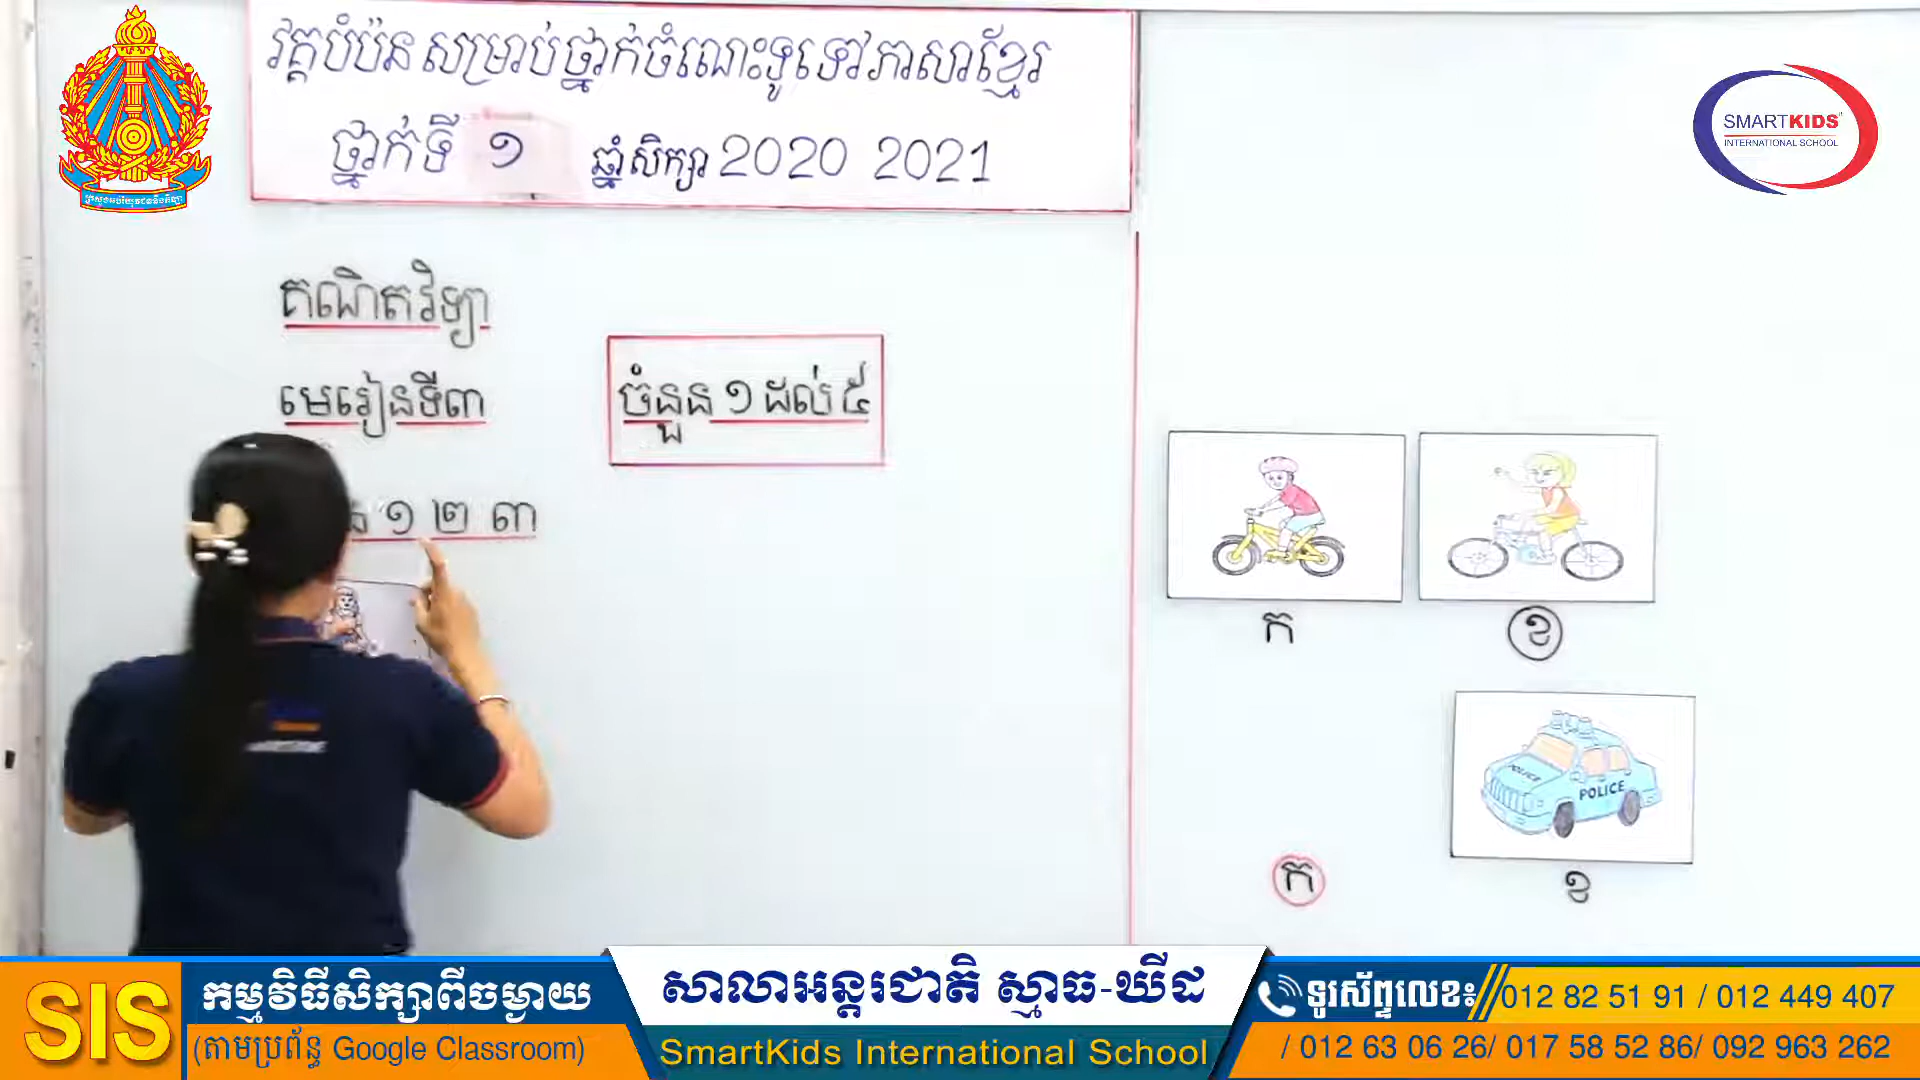 វគ្គបំប៉នសម្រាប់ថ្នាក់ចំណេះទូទៅភាសាខ្មែរ
ថ្នាក់ទី ១ ឆ្នាំសិក្សា 2020 2021
SMARTKIDS
INTERNATIONAL SCHOOL
គណិតវិទ្យា
មេរៀនទី៣
ចំនួន ១ ដល់ ៥
ន ១ ២ ៣
ក
ខ
POLICE
POLICE
ក
ខ
SIS
កម្មវិធីសិក្សាពីចម្ងាយ
(តាមប្រព័ន្ធ Google Classroom)
សាលាអន្តរជាតិ ស្មាធ-ឃីដ
SmartKids International School
ទូរស័ព្ទលេខ៖ 012 82 51 91 / 012 449 407
/ 012 63 06 26/ 017 58 52 86/ 092 963 262